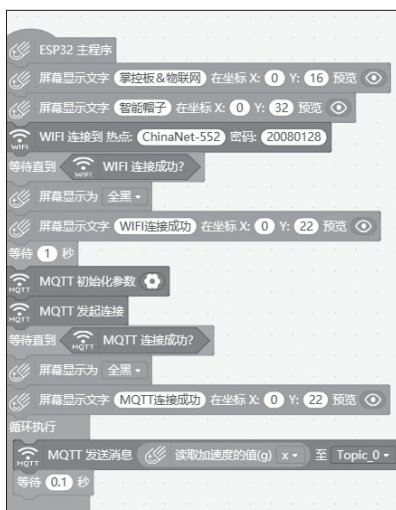 ESP32 主程序
屏幕显示文字 掌控板&物联网 在坐标 X: 0 Y: 16 预览
屏幕显示文字 智能帽子 在坐标 X: 0 Y: 32 预览
WIFI WIFI 连接到 热点: ChinaNet-552 密码: 20080128
等待直到 WIFI WIFI 连接成功?
屏幕显示为 全黑
屏幕显示文字 WIFI连接成功 在坐标 X: 0 Y: 22 预览
等待 1 秒
MQTT MQTT 初始化参数
MQTT MQTT 发起连接
等待直到 MQTT MQTT 连接成功?
屏幕显示为 全黑
屏幕显示文字 MQTT连接成功 在坐标 X: 0 Y: 22 预览
循环执行
MQTT MQTT 发送消息 读取加速度的值(g) x 至 Topic_0
等待 0.1 秒